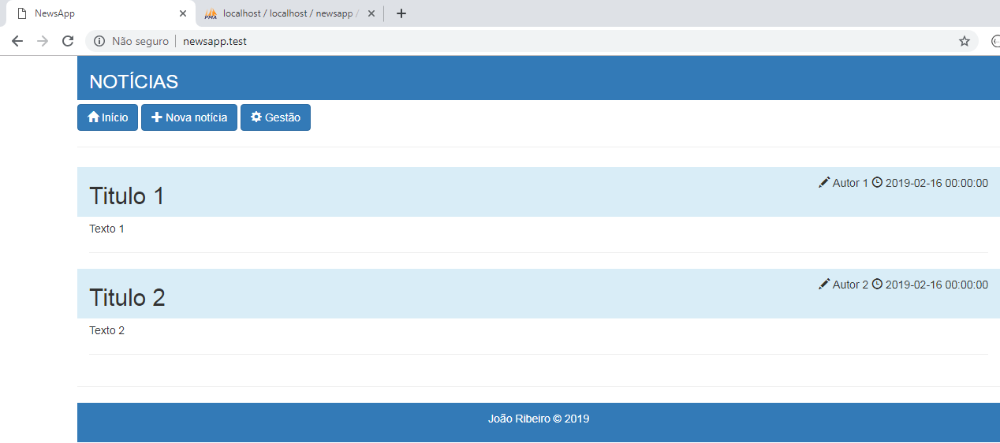 NewsApp
PMA localhost / localhost / newsapp /
Não seguro newsapp.test
NOTÍCIAS
Início Nova notícia Gestão
Titulo 1
Autor 1 2019-02-16 00:00:00
Texto 1
Titulo 2
Autor 2 2019-02-16 00:00:00
Texto 2
João Ribeiro © 2019